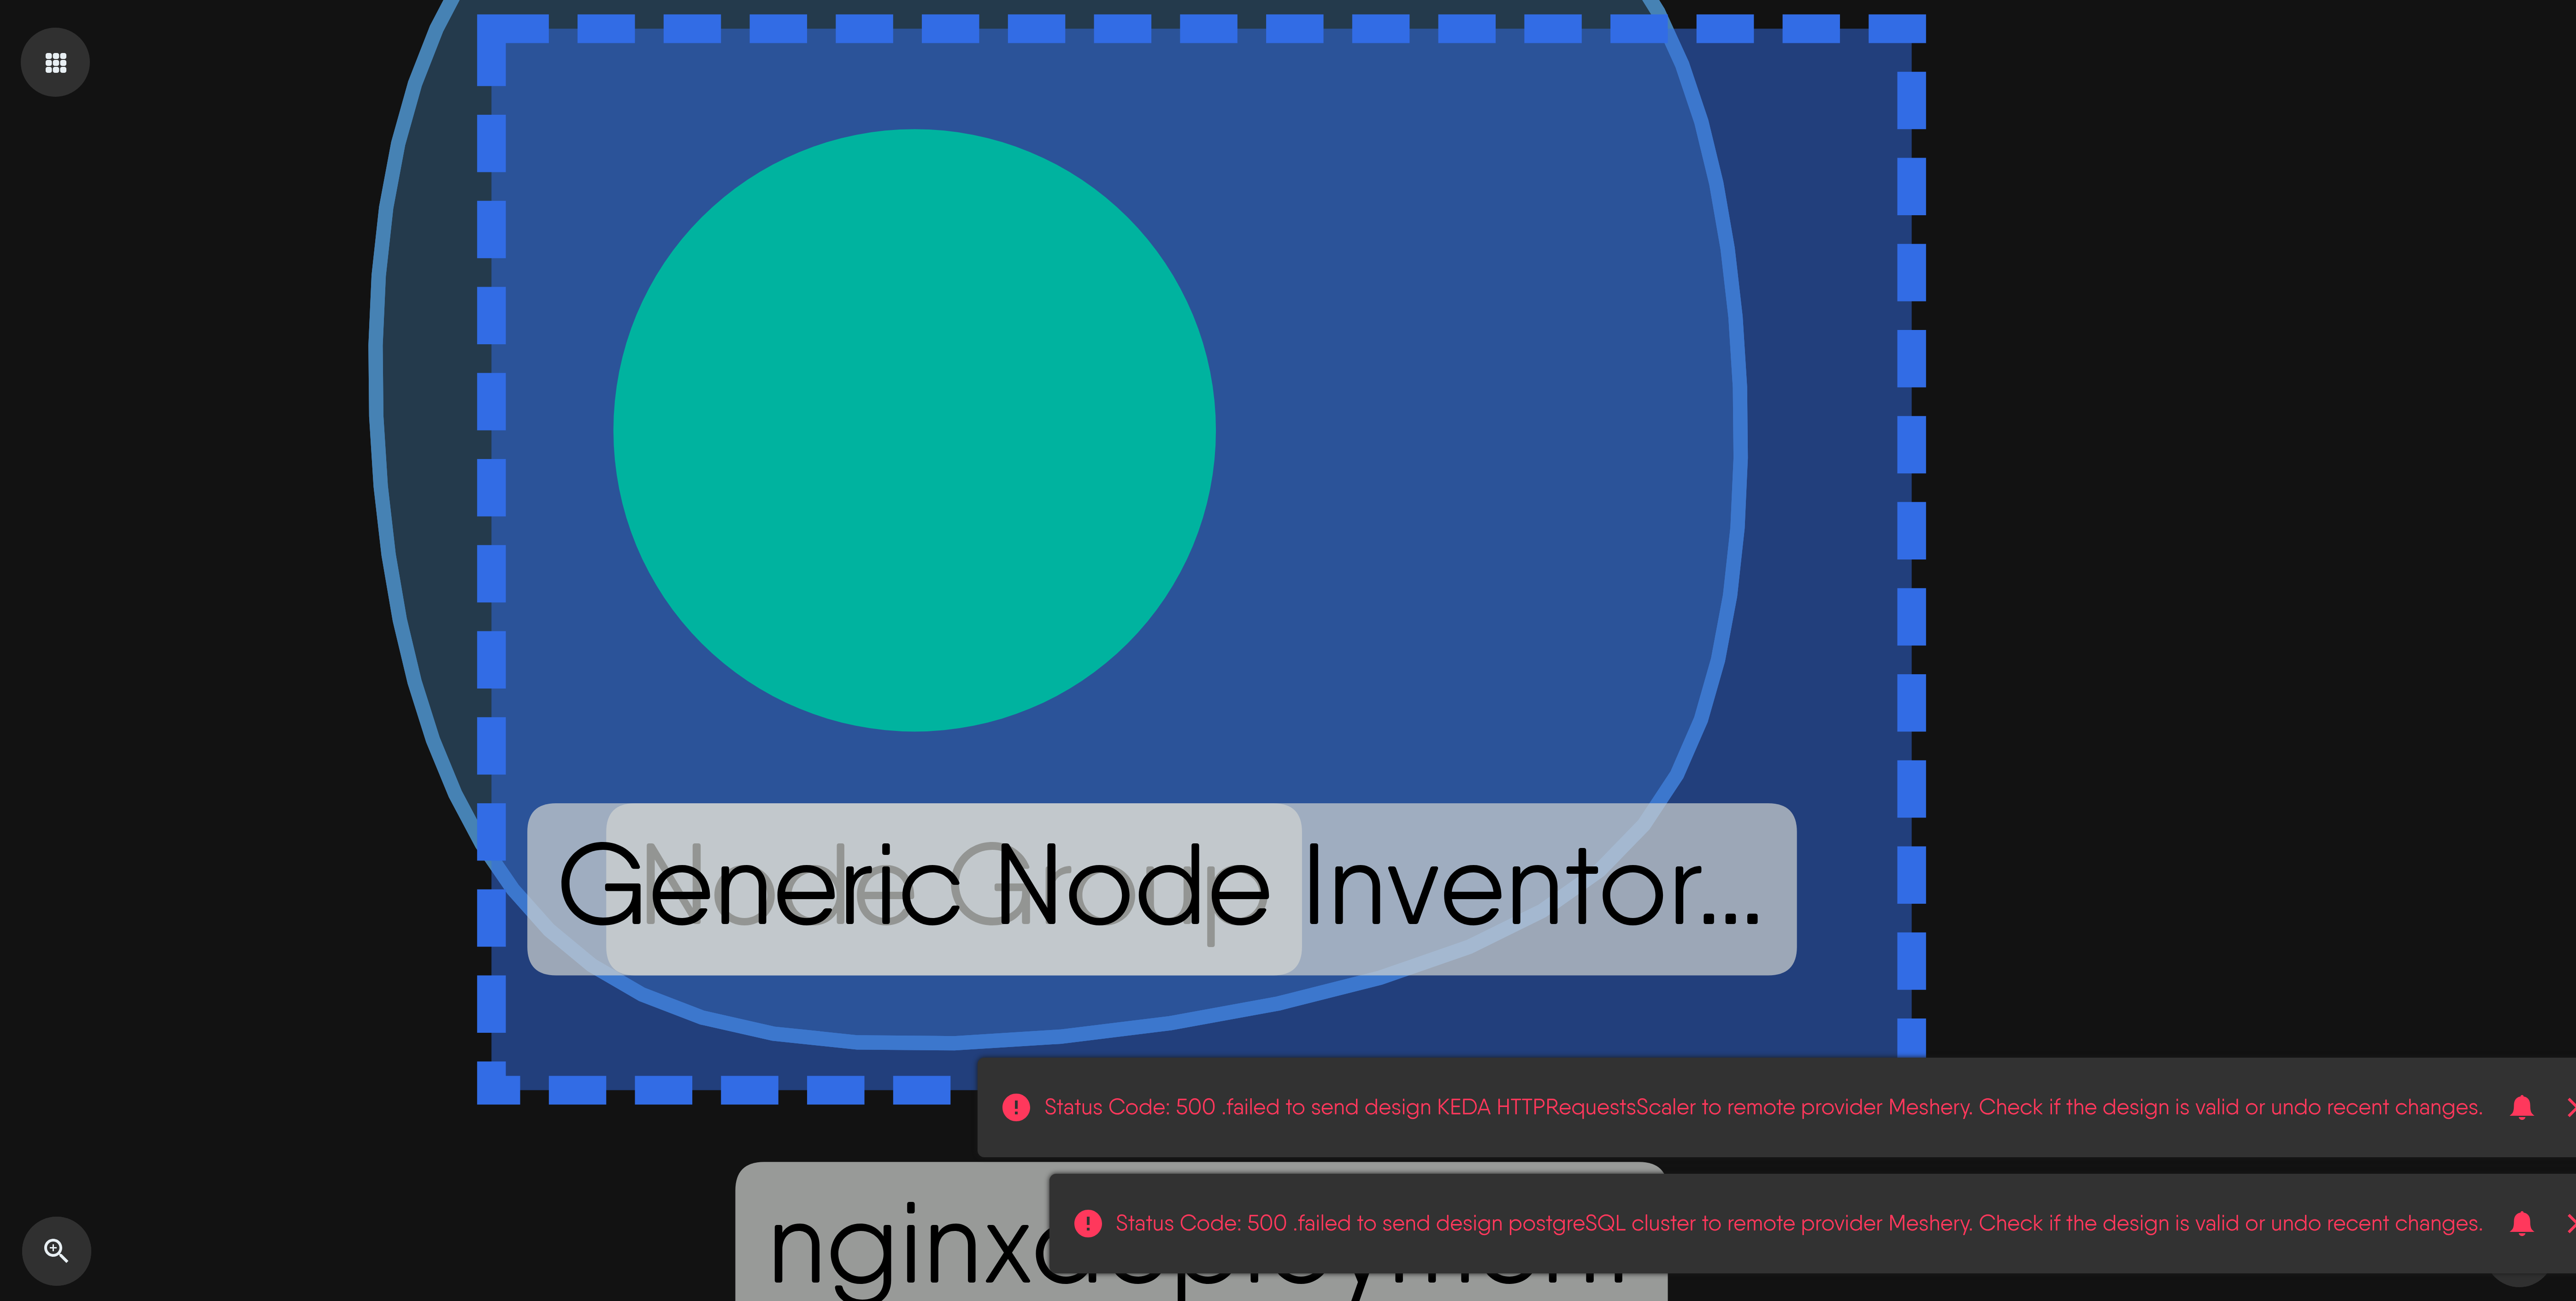 Generic Node Inventor...
Node Group
Status Code: 500 .failed to send design KEDA HTTPRequestsScaler to remote provider Meshery. Check if the design is valid or undo recent changes.
Status Code: 500 .failed to send design postgreSQL cluster to remote provider Meshery. Check if the design is valid or undo recent changes.